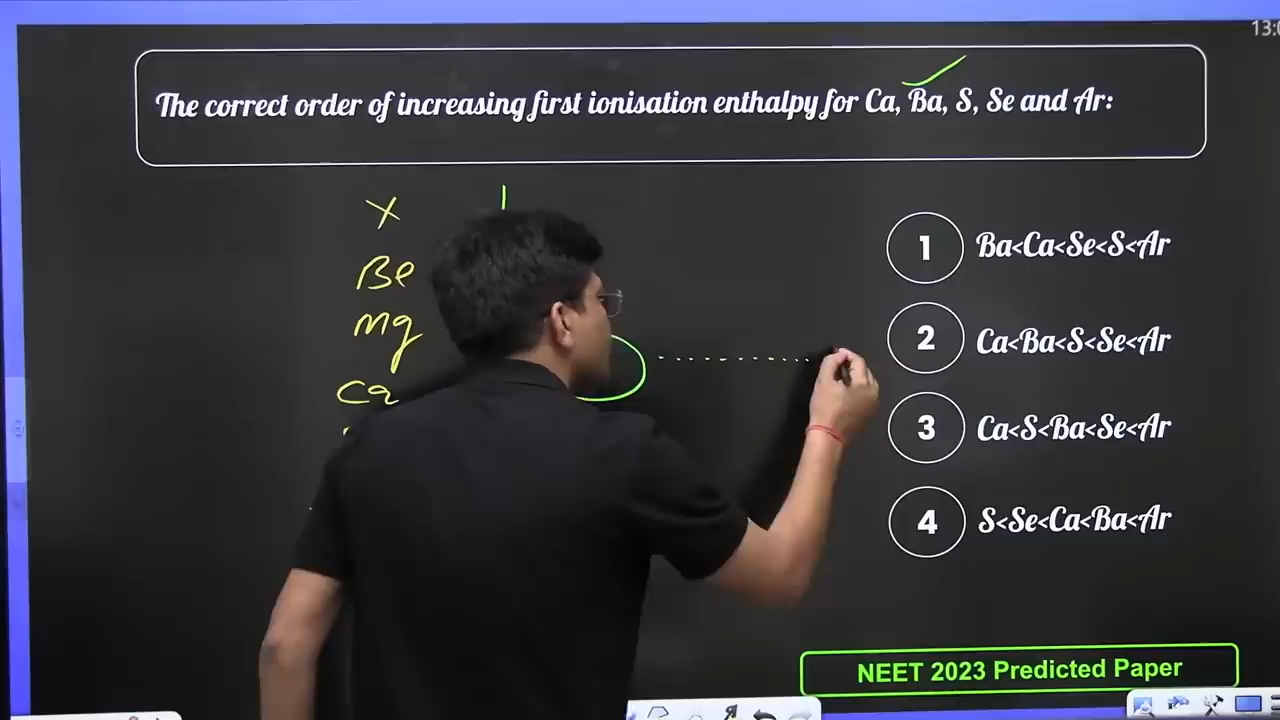 13:0
The correct order of increasing first ionisation enthalpy for Ca, Ba, S, Se and Ar:
X
Be
Mg
Ca
1 Ba<Ca<Se<S<Ar
2 Ca<Ba<S<Se<Ar
3 Ca<S<Ba<Se<Ar
4 S<Se<Ca<Ba<Ar
NEET 2023 Predicted Paper